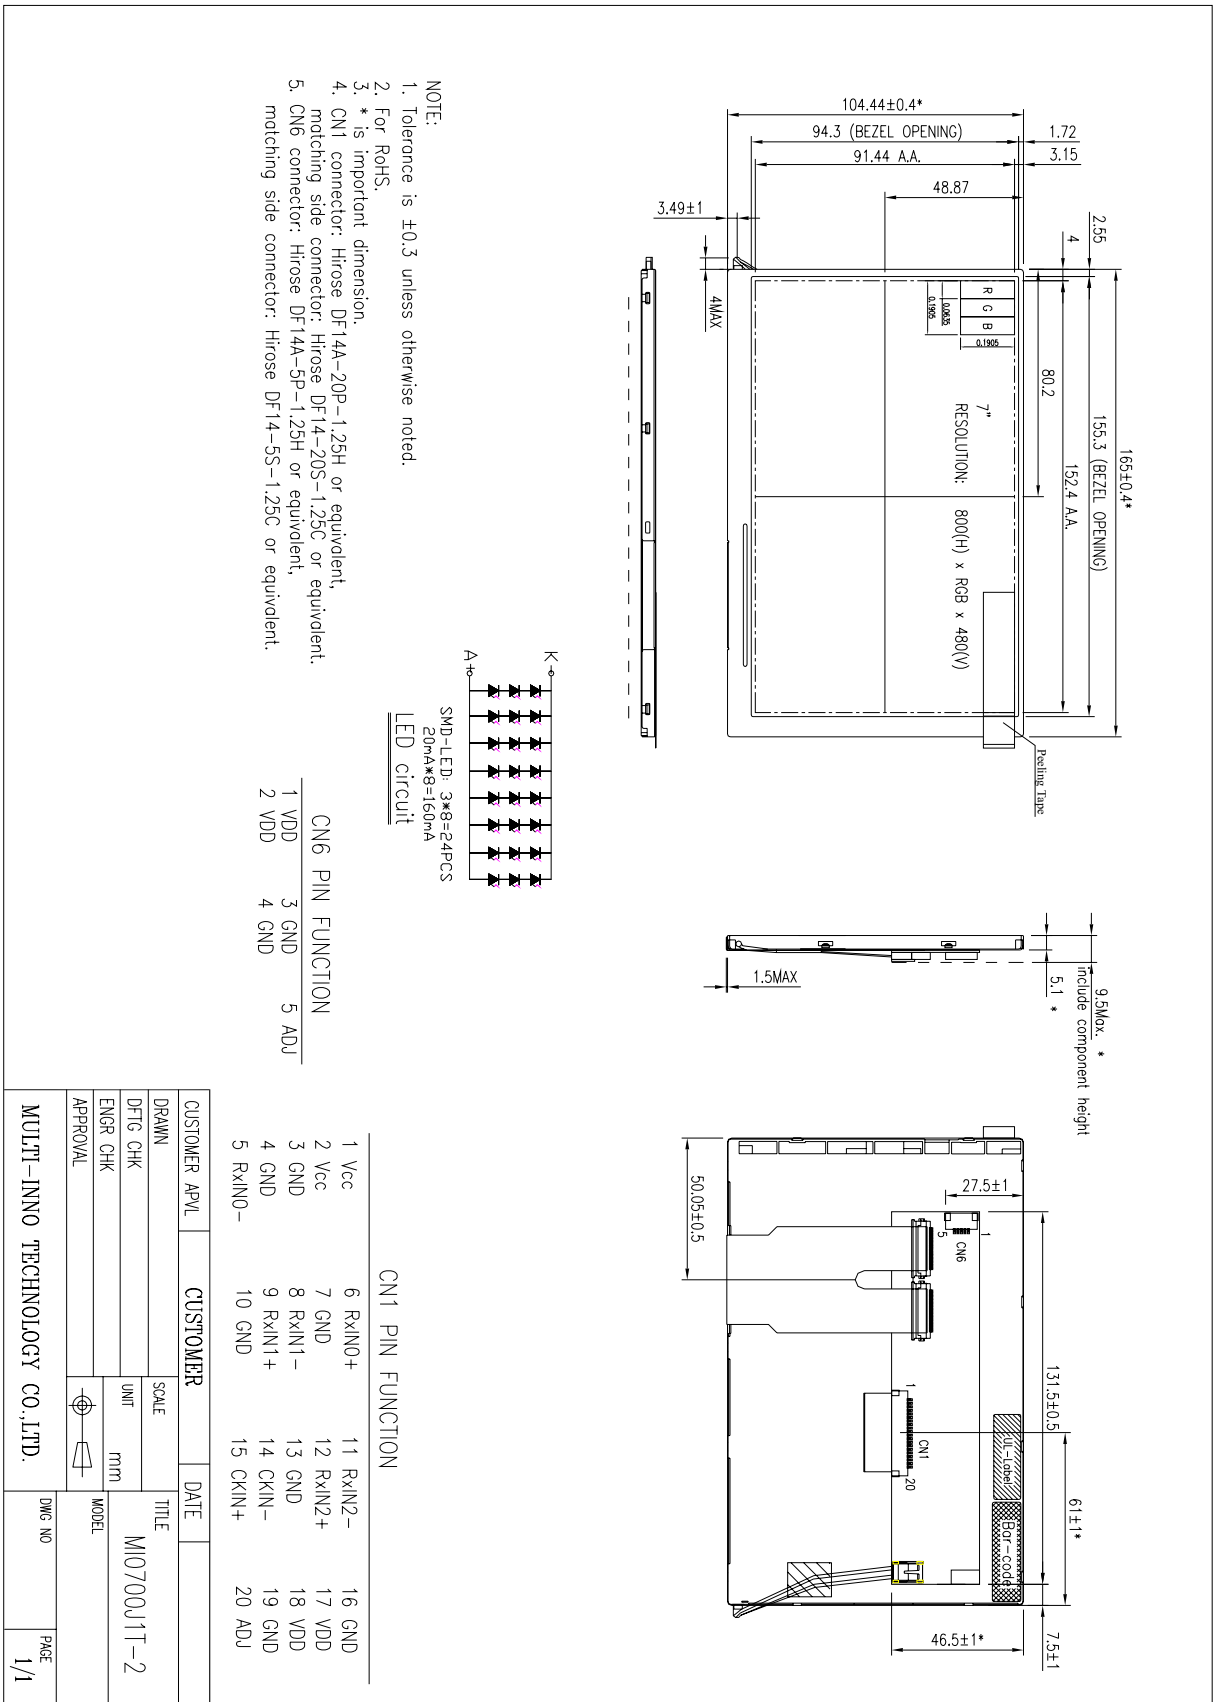 165±0.4*
155.3 (BEZEL OPENING)
152.4 A.A.
80.2
2.55
4
104.44±0.4*
94.3 (BEZEL OPENING)
91.44 A.A.
48.87
1.72
3.15
3.49±1
4MAX
R G B
0.0635
0.1905
0.1905
7"
RESOLUTION: 800(H) x RGB x 480(V)
Peeling Tape
9.5Max. *
include component height
5.1 *
1.5MAX
131.5±0.5
61±1*
7.5±1
27.5±1
46.5±1*
50.05±0.5
1
5
CN6
1
CN1
20
UL-Label
Bar-code
K
A
SMD-LED: 3*8=24PCS
20mA*8=160mA
LED circuit
NOTE:
1. Tolerance is ±0.3 unless otherwise noted.
2. For RoHS.
3. * is important dimension.
4. CN1 connector: Hirose DF14A-20P-1.25H or equivalent,
matching side connector: Hirose DF14-20S-1.25C or equivalent.
5. CN6 connector: Hirose DF14A-5P-1.25H or equivalent,
matching side connector: Hirose DF14-5S-1.25C or equivalent.
CN6 PIN FUNCTION
1 VDD 3 GND 5 ADJ
2 VDD 4 GND
CN1 PIN FUNCTION
1 Vcc 6 RxIN0+ 11 RxIN2- 16 GND
2 Vcc 7 GND 12 RxIN2+ 17 VDD
3 GND 8 RxIN1- 13 GND 18 VDD
4 GND 9 RxIN1+ 14 CKIN- 19 GND
5 RxIN0- 10 GND 15 CKIN+ 20 ADJ
CUSTOMER APVL CUSTOMER DATE
DRAWN
DFTG CHK
ENGR CHK
APPROVAL
SCALE
UNIT mm
TITLE
MI0700J1T-2
MODEL
MULTI-INNO TECHNOLOGY CO.,LTD.
DWG NO
PAGE
1/1